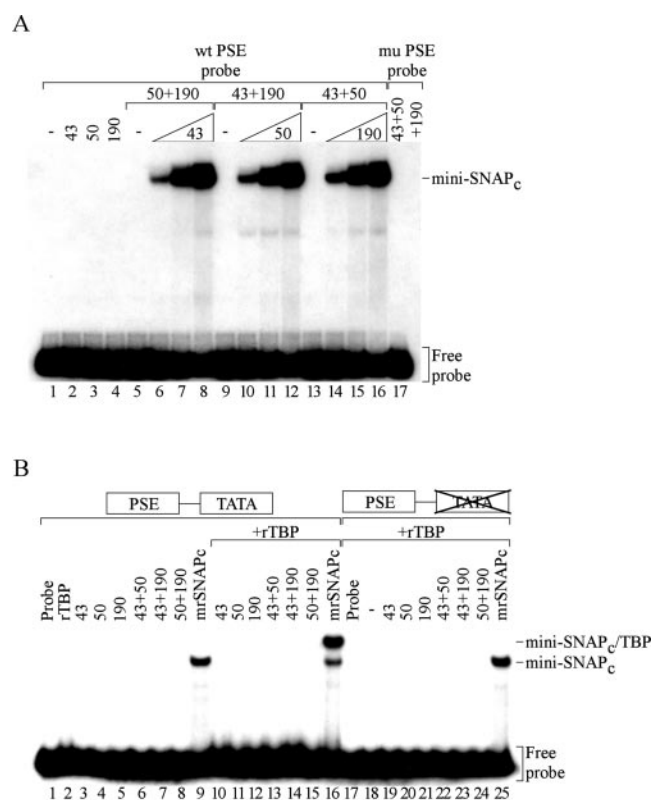 A
wt PSE probe
mu PSE probe
50+190 43+190 43+50
- 43 50 190 - 43 - 50 - 190 43+50 +190
mini-SNAPc
Free probe
1 2 3 4 5 6 7 8 9 10 11 12 13 14 15 16 17
B
PSE TATA PSE TATA
+rTBP +rTBP
Probe rTBP 43 50 190 43+50 43+190 50+190 mrSNAPc 43 50 190 43+50 43+190 50+190 mrSNAPc Probe - 43 50 190 43+50 43+190 50+190 mrSNAPc
mini-SNAPc/TBP
mini-SNAPc
Free probe
1 2 3 4 5 6 7 8 9 10 11 12 13 14 15 16 17 18 19 20 21 22 23 24 25